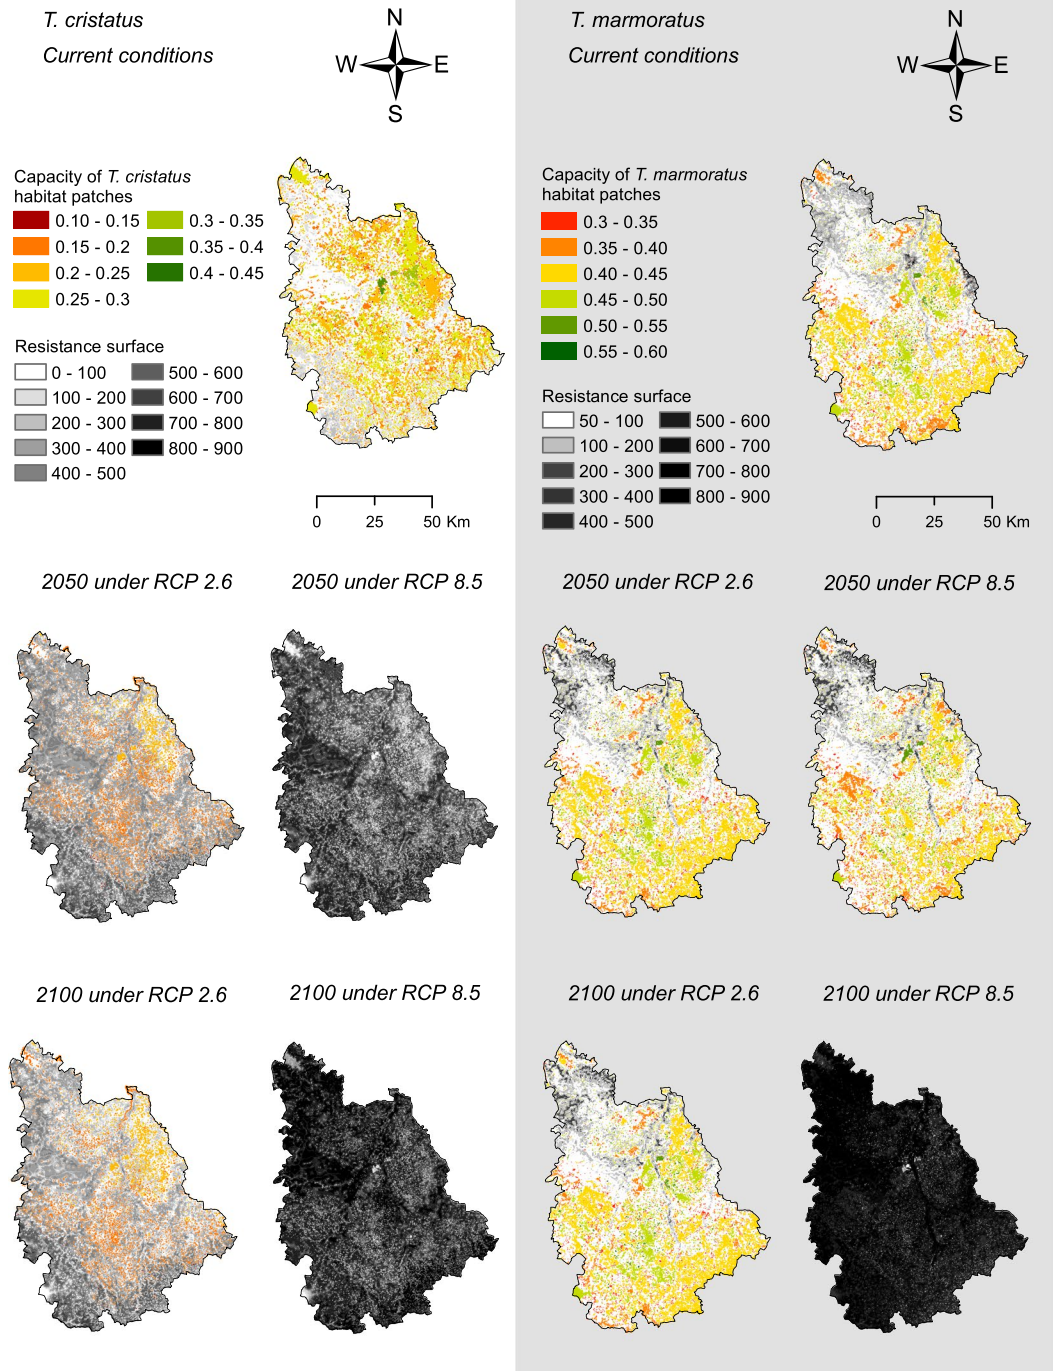 T. cristatus
Current conditions
N
W E
S
Capacity of T. cristatus
habitat patches
0.10 - 0.15 0.3 - 0.35
0.15 - 0.2 0.35 - 0.4
0.2 - 0.25 0.4 - 0.45
0.25 - 0.3
Resistance surface
0 - 100 500 - 600
100 - 200 600 - 700
200 - 300 700 - 800
300 - 400 800 - 900
400 - 500
0 25 50 Km
T. marmoratus
Current conditions
N
W E
S
Capacity of T. marmoratus
habitat patches
0.3 - 0.35
0.35 - 0.40
0.40 - 0.45
0.45 - 0.50
0.50 - 0.55
0.55 - 0.60
Resistance surface
50 - 100 500 - 600
100 - 200 600 - 700
200 - 300 700 - 800
300 - 400 800 - 900
400 - 500
0 25 50 Km
2050 under RCP 2.6 2050 under RCP 8.5 2050 under RCP 2.6 2050 under RCP 8.5
2100 under RCP 2.6 2100 under RCP 8.5 2100 under RCP 2.6 2100 under RCP 8.5